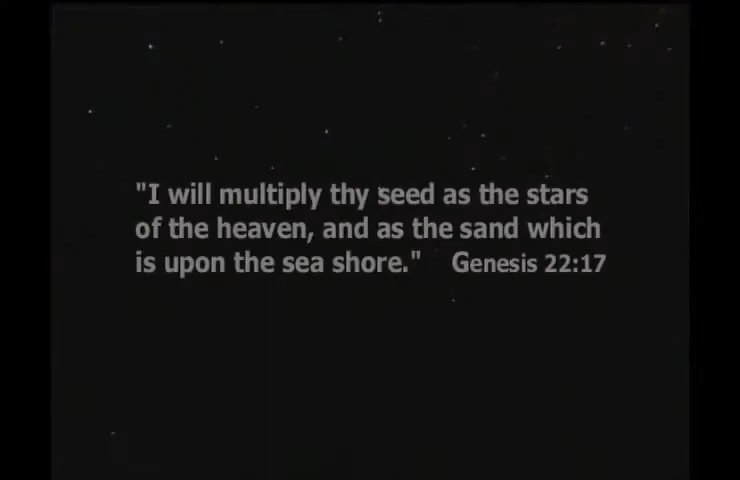 "I will multiply thy seed as the stars
of the heaven, and as the sand which
is upon the sea shore." Genesis 22:17